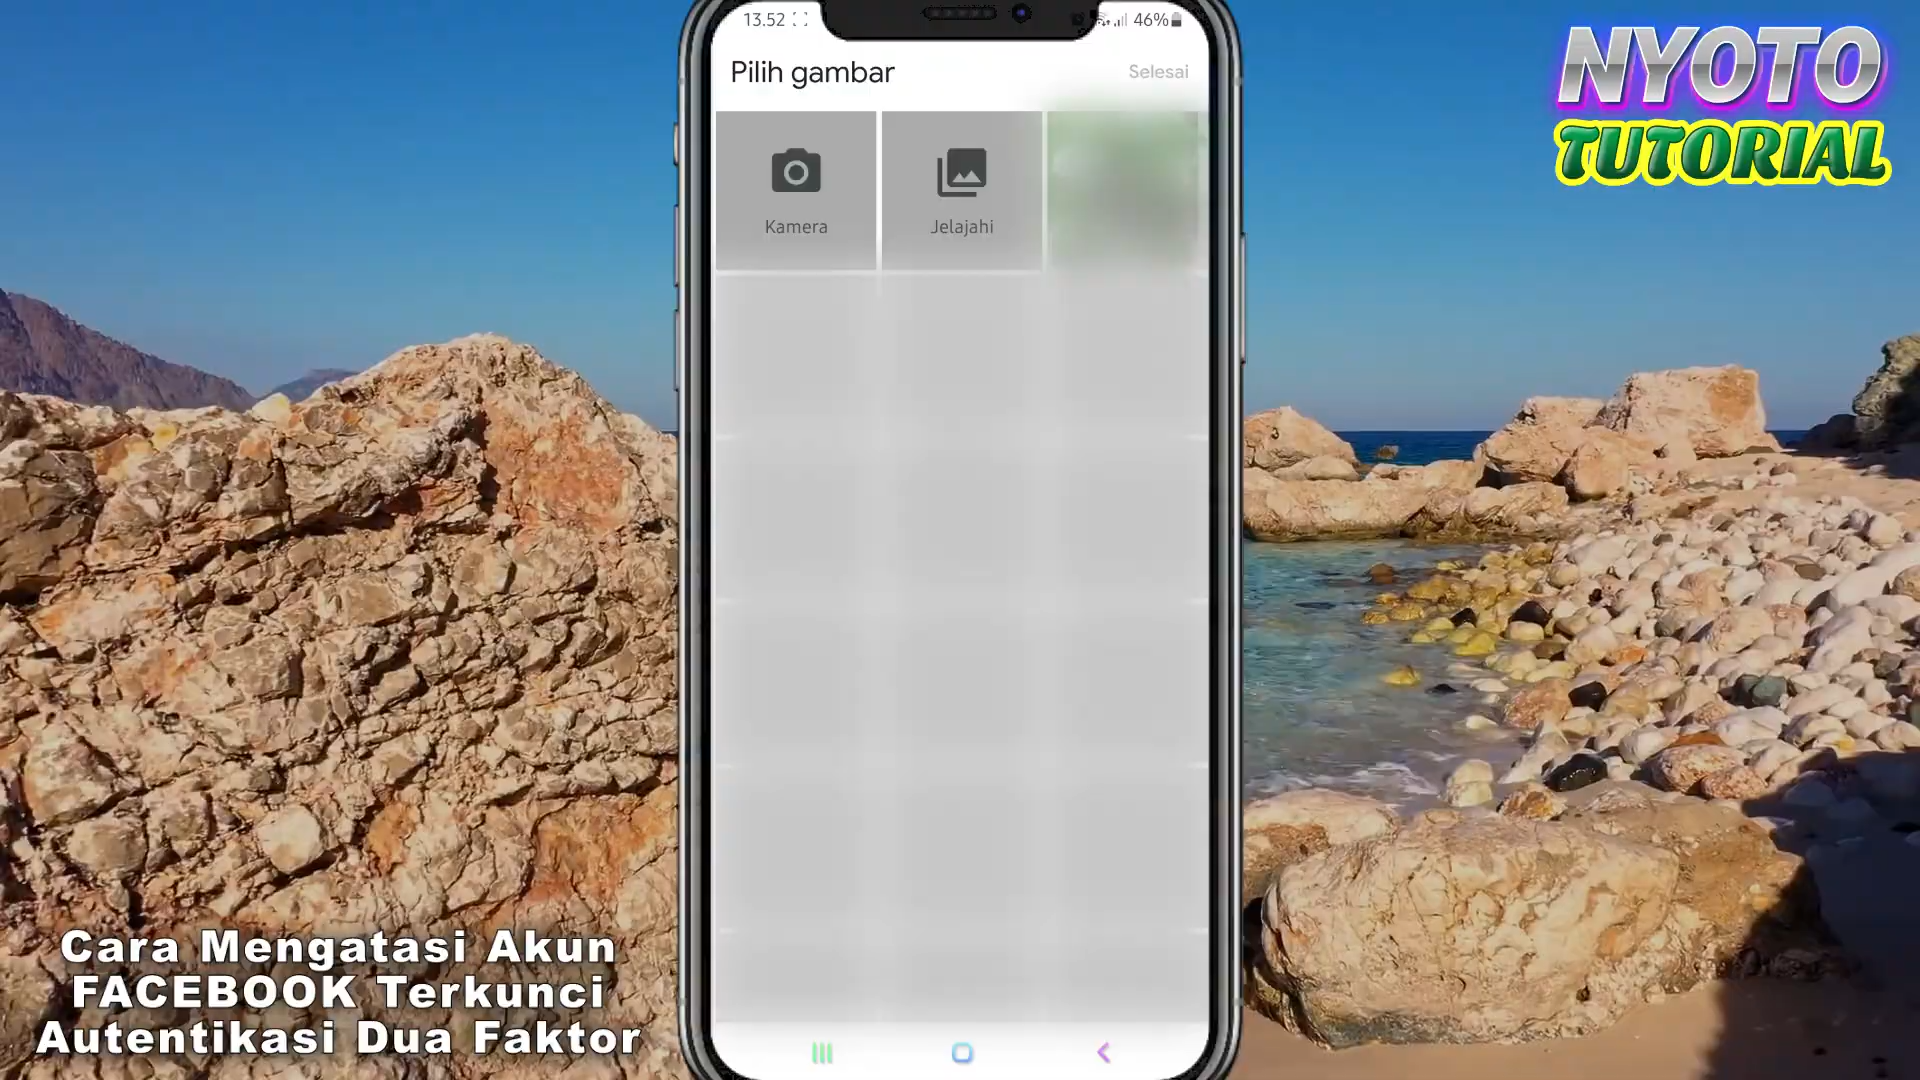 13.52
46%
Pilih gambar
Selesai
Kamera
Jelajahi
NYOTO
TUTORIAL
Cara Mengatasi Akun
FACEBOOK Terkunci
Autentikasi Dua Faktor